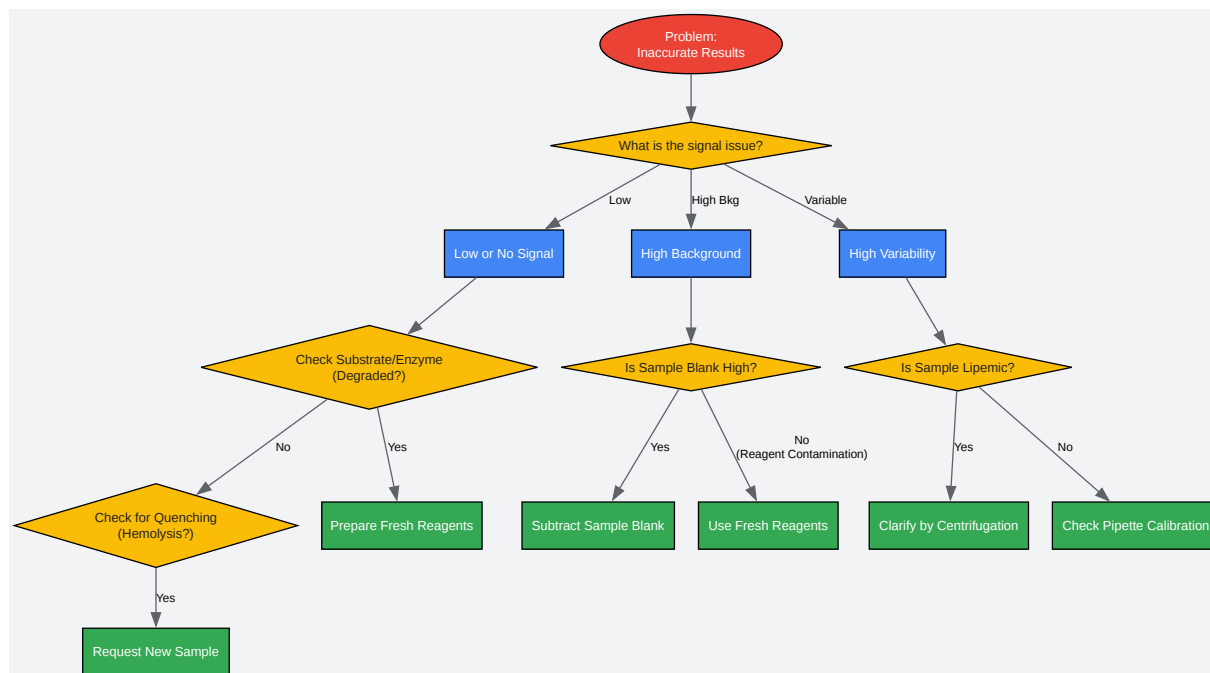 Problem:
Inaccurate Results
What is the signal issue?
Low
High Bkg
Variable
Low or No Signal
High Background
High Variability
Check Substrate/Enzyme
(Degraded?)
Is Sample Blank High?
Is Sample Lipemic?
No
Yes
Yes
No
(Reagent Contamination)
Yes
No
Check for Quenching
(Hemolysis?)
Prepare Fresh Reagents
Subtract Sample Blank
Use Fresh Reagents
Clarify by Centrifugation
Check Pipette Calibration
Yes
Request New Sample